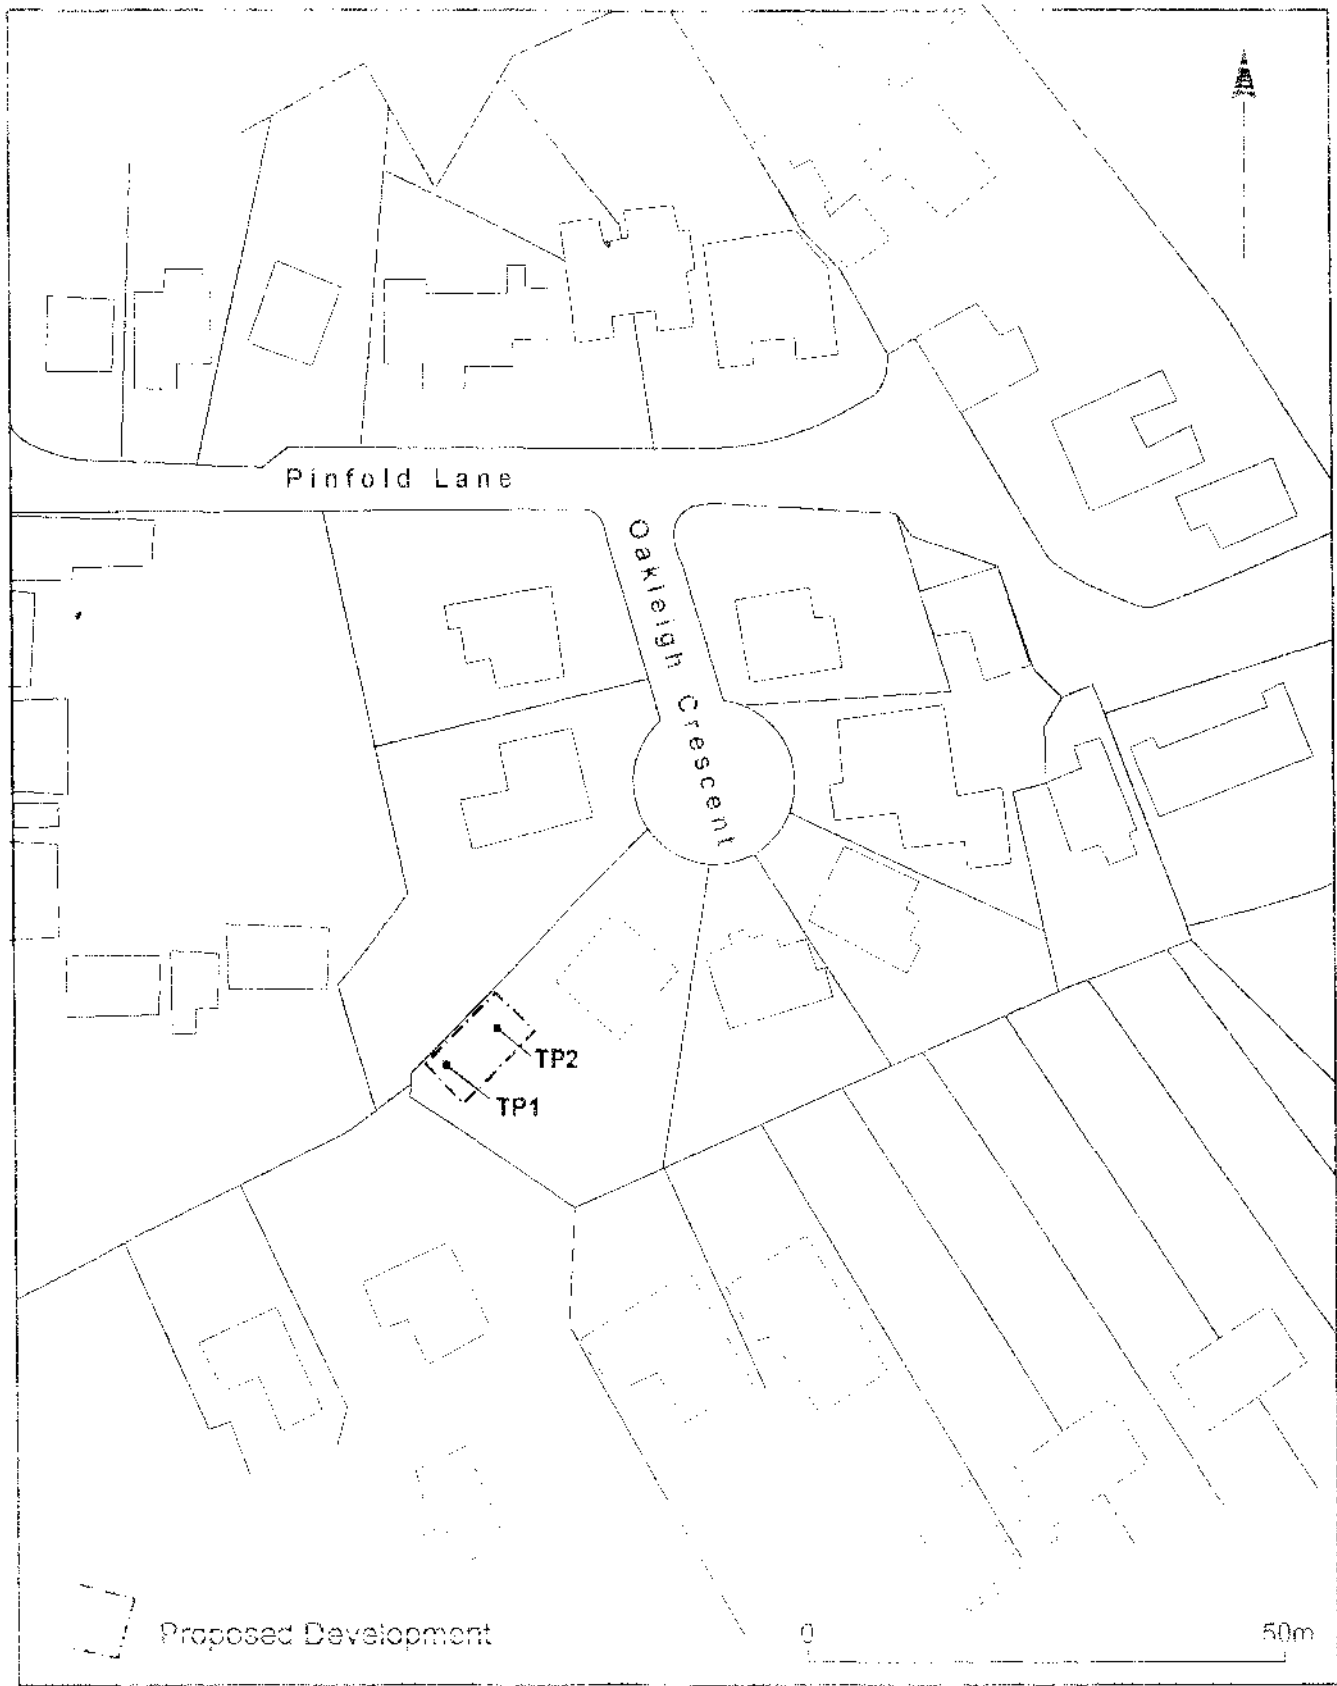 Pinfold Lane
Oakleigh Crescent
TP2
TP1
Proposed Development
0 50m